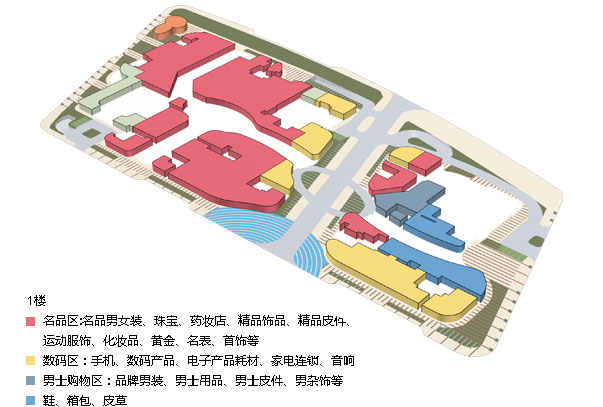 1楼
名品区:名品男女装、珠宝、药妆店、精品饰品、精品皮件、
运动服饰、化妆品、黄金、名表、首饰等
数码区：手机、数码产品、电子产品耗材、家电连锁、音响
男士购物区：品牌男装、男士用品、男士皮件、男杂饰等
鞋、箱包、皮草